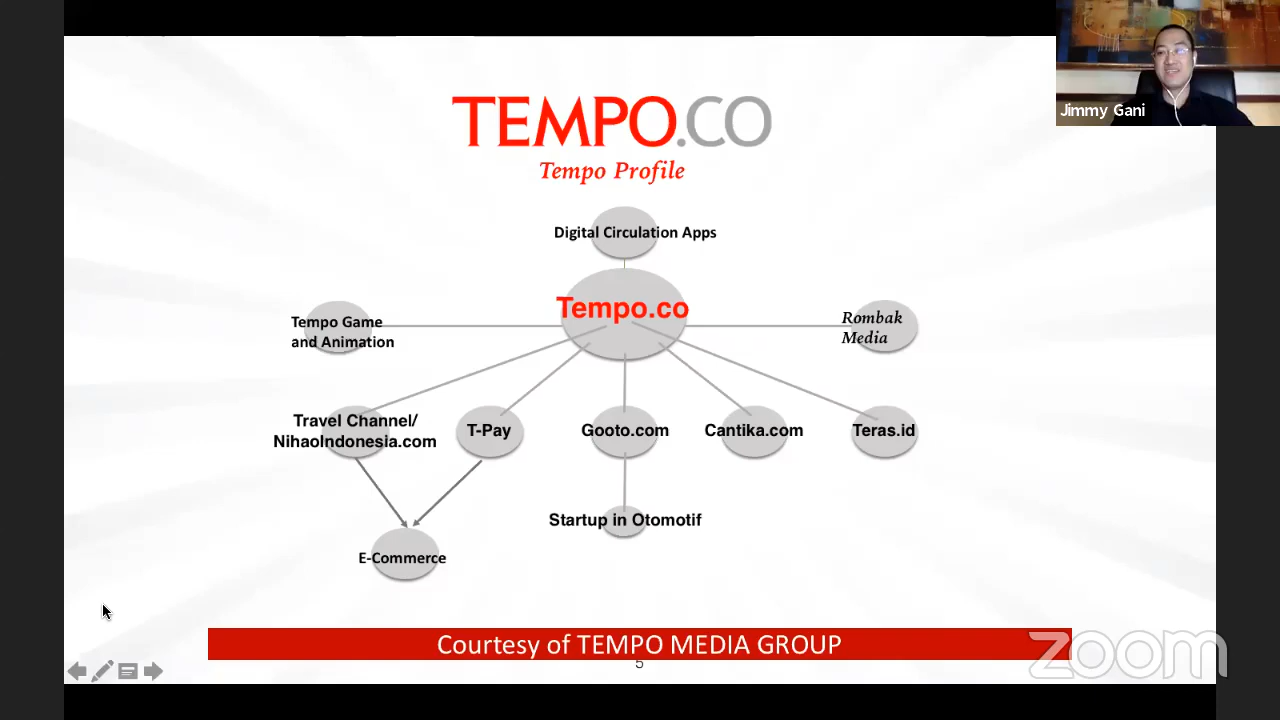 Jimmy Gani
TEMPO.CO
Tempo Profile
Digital Circulation Apps
Tempo.co
Tempo Game
and Animation
Rombak
Media
Travel Channel/
NihaoIndonesia.com
T-Pay
Gooto.com
Cantika.com
Teras.id
Startup in Otomotif
E-Commerce
Courtesy of TEMPO MEDIA GROUP
5
zoom